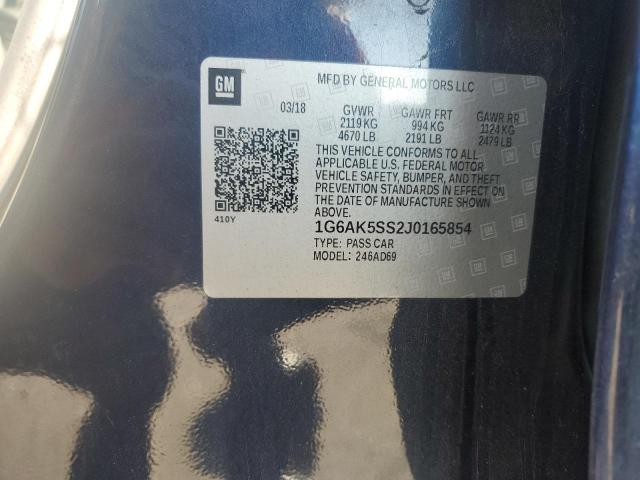 GM
MFD BY GENERAL MOTORS LLC
03/18 GVWR GAWR FRT GAWR RR
2119 KG 994 KG 1124 KG
4670 LB 2191 LB 2479 LB
THIS VEHICLE CONFORMS TO ALL
APPLICABLE U.S. FEDERAL MOTOR
VEHICLE SAFETY, BUMPER, AND THEFT
PREVENTION STANDARDS IN EFFECT ON
THE DATE OF MANUFACTURE SHOWN
ABOVE.
410Y
1G6AK5SS2J0165854
TYPE: PASS CAR
MODEL: 246AD69